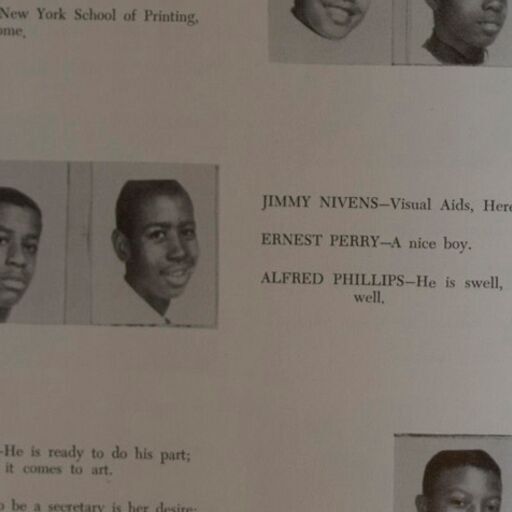 New York School of Printing,
ome.
JIMMY NIVENS—Visual Aids, Here
ERNEST PERRY—A nice boy.
ALFRED PHILLIPS—He is swell,
well.
-He is ready to do his part;
it comes to art.
o be a secretary is her desire;